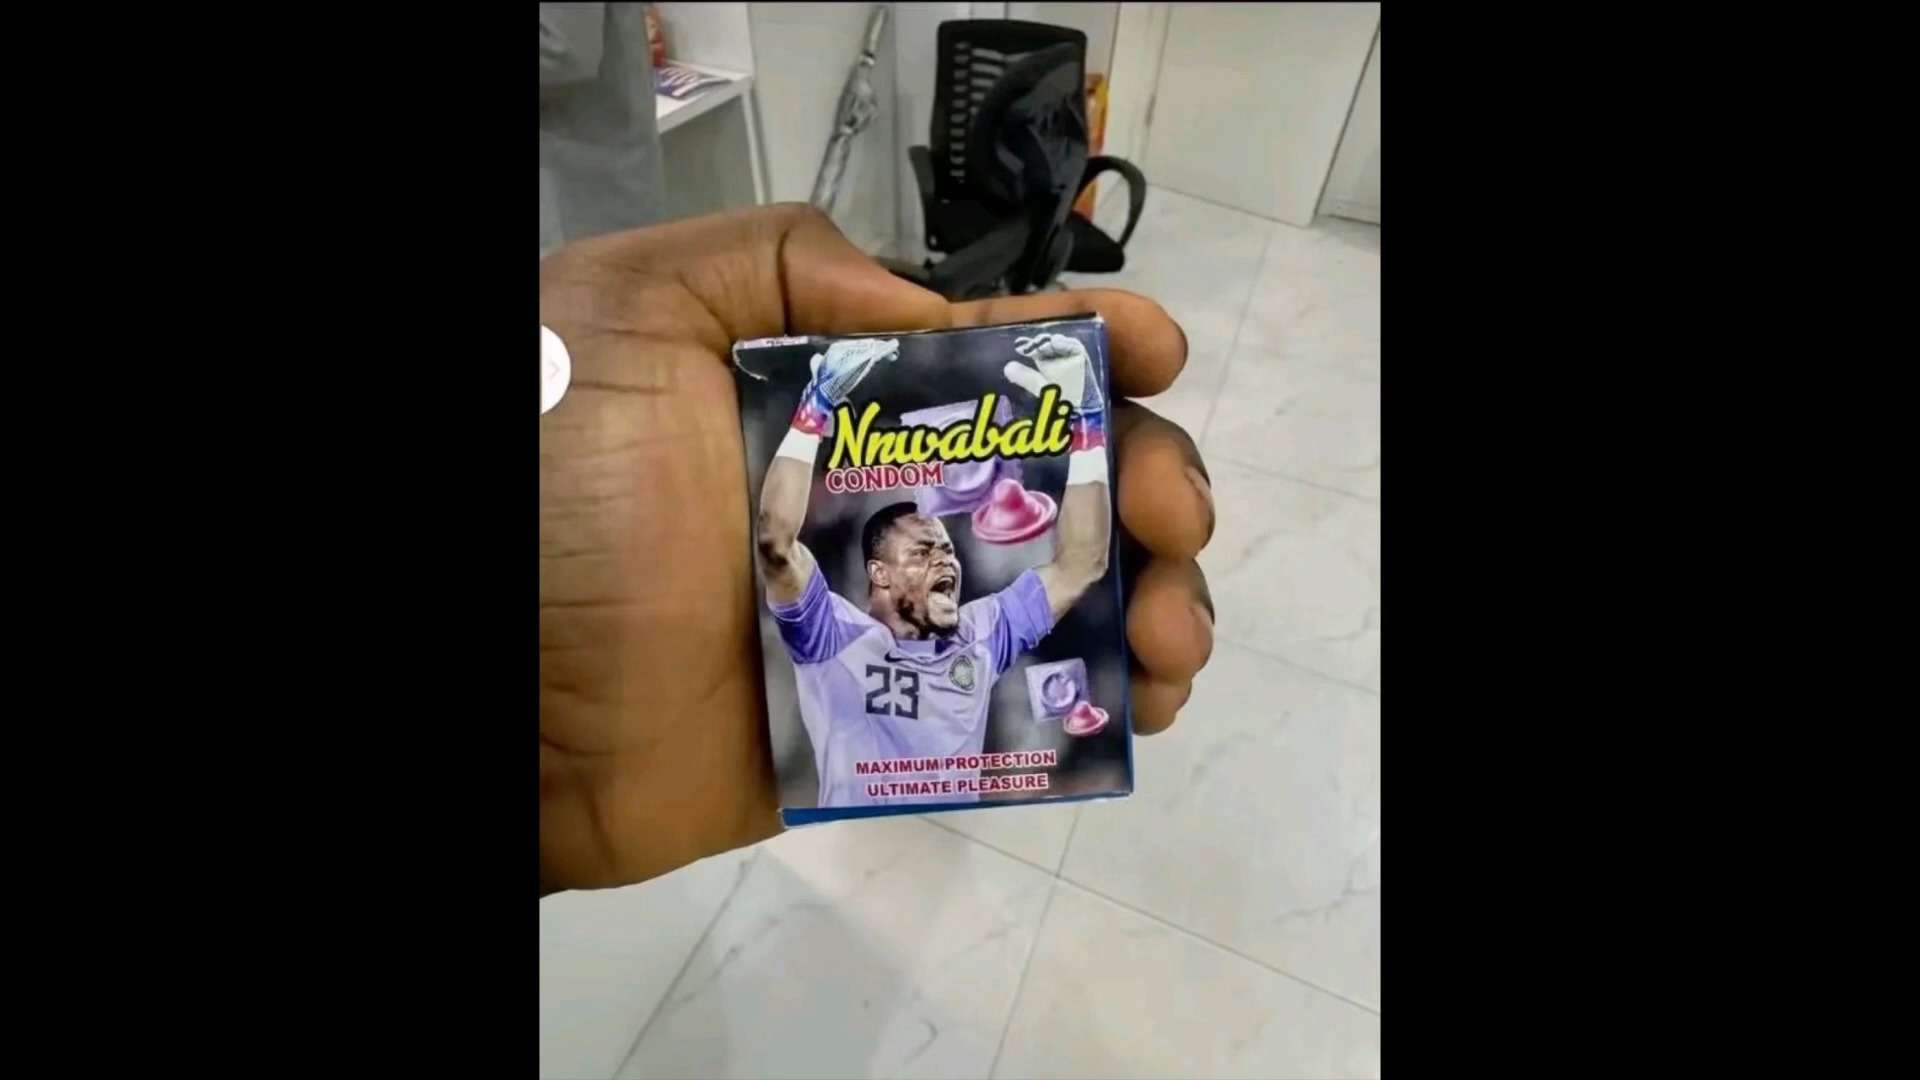 Nnwabali
CONDOM
23
MAXIMUM PROTECTION
ULTIMATE PLEASURE